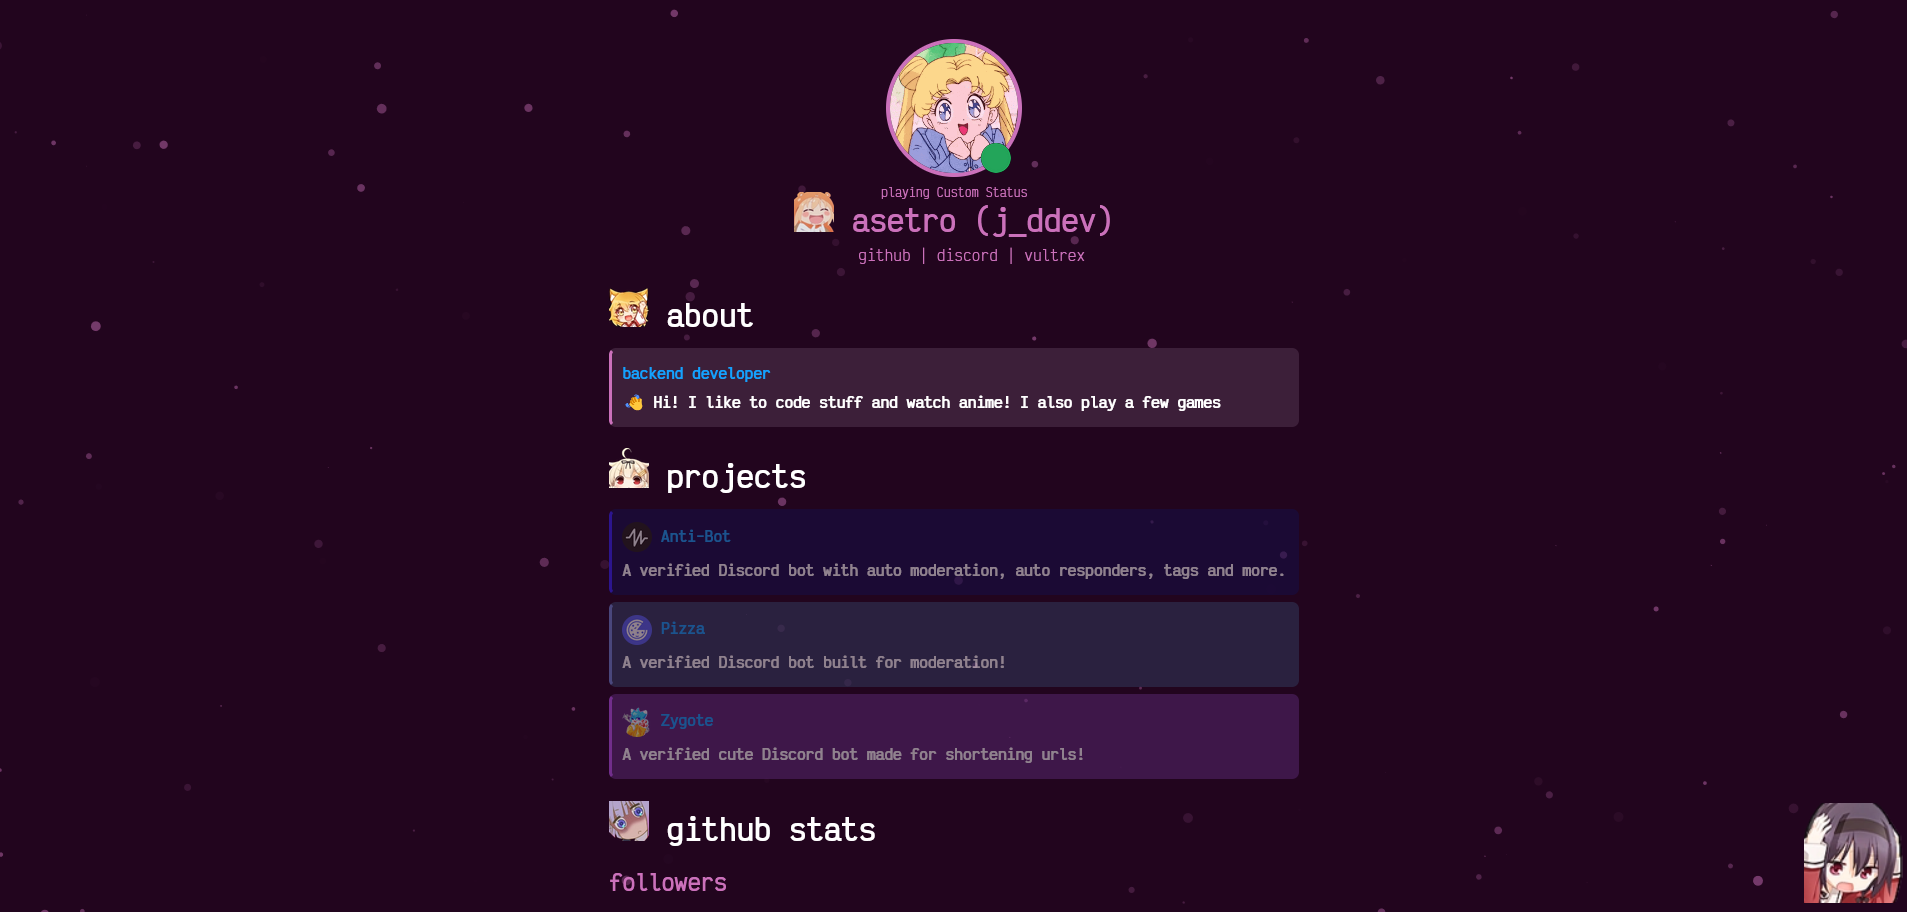 playing Custom Status
asetro (j_ddev)
github | discord | vultrex
about
backend developer
👋 Hi! I like to code stuff and watch anime! I also play a few games
projects
Anti-Bot
A verified Discord bot with auto moderation, auto responders, tags and more.
Pizza
A verified Discord bot built for moderation!
Zygote
A verified cute Discord bot made for shortening urls!
github stats
followers